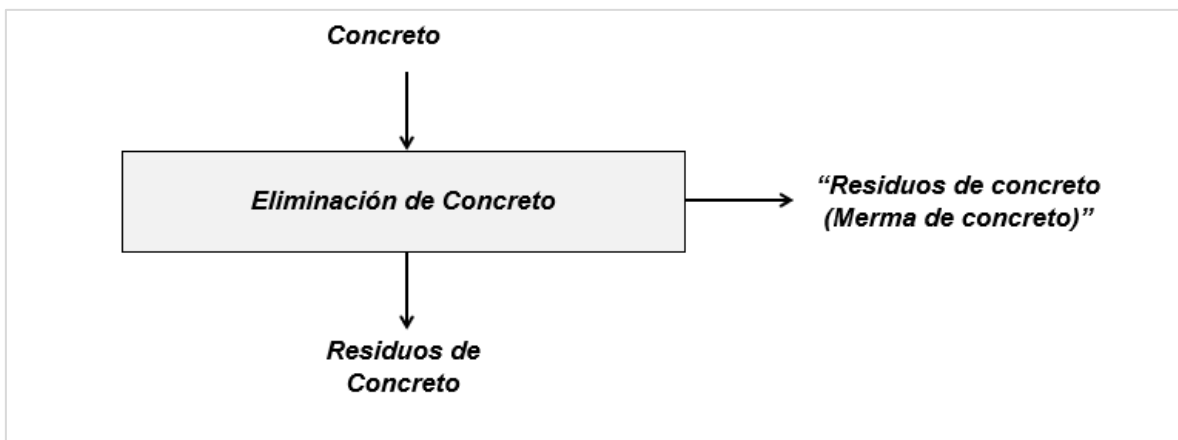 Concreto
Eliminación de Concreto
“Residuos de concreto
(Merma de concreto)”
Residuos de
Concreto